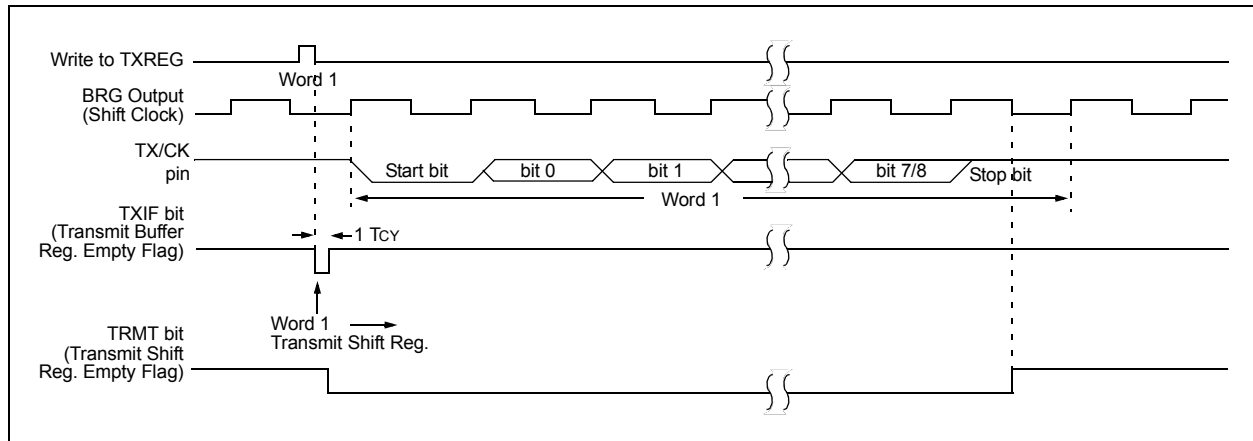 Write to TXREG
Word 1
BRG Output
(Shift Clock)
TX/CK
pin
Start bit
bit 0
bit 1
bit 7/8
Stop bit
Word 1
TXIF bit
(Transmit Buffer
Reg. Empty Flag)
1 TCY
Word 1
Transmit Shift Reg.
TRMT bit
(Transmit Shift
Reg. Empty Flag)